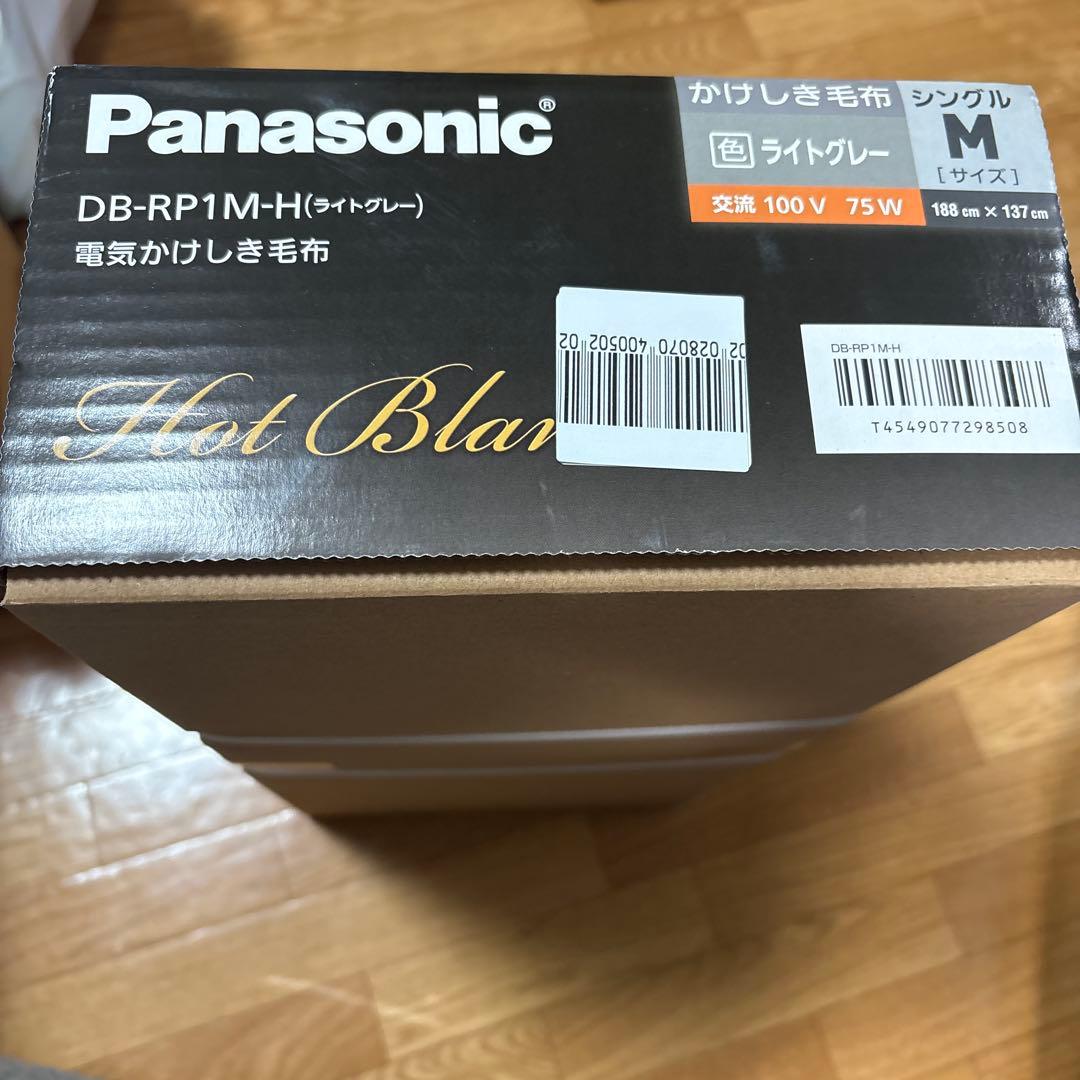 Panasonic®
DB-RP1M-H(ライトグレー)
電気かけしき毛布
かけしき毛布
色 ライトグレー
交流 100 V 75 W
シングル
M
[サイズ]
188 cm × 137 cm
Hot
028070
400502
02
DB-RP1M-H
T4549077298508